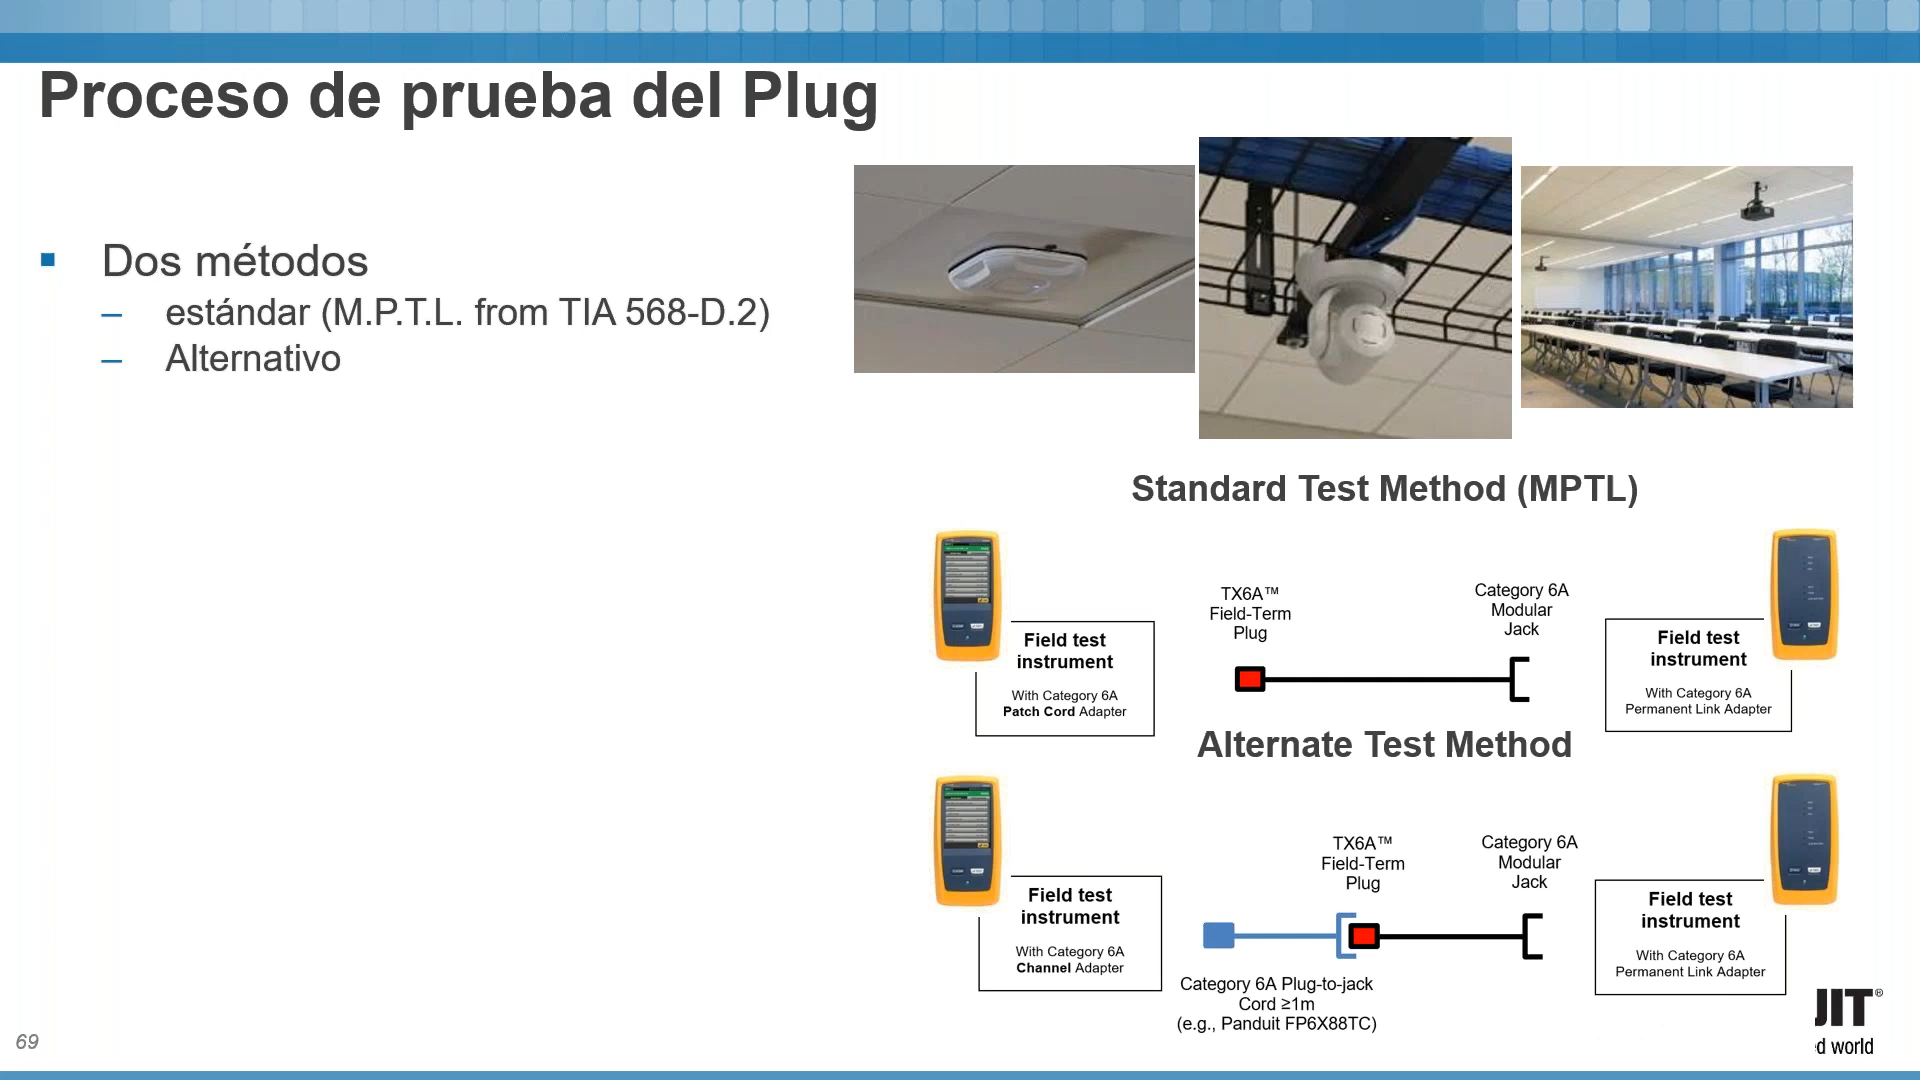 Proceso de prueba del Plug
Dos métodos
– estándar (M.P.T.L. from TIA 568-D.2)
– Alternativo
Standard Test Method (MPTL)
Field test
instrument
With Category 6A
Patch Cord Adapter
TX6A™
Field-Term
Plug
Category 6A
Modular
Jack
Field test
instrument
With Category 6A
Permanent Link Adapter
Alternate Test Method
Field test
instrument
With Category 6A
Channel Adapter
TX6A™
Field-Term
Plug
Category 6A
Modular
Jack
Category 6A Plug-to-jack
Cord ≥1m
(e.g., Panduit FP6X88TC)
Field test
instrument
With Category 6A
Permanent Link Adapter
UIT®
d world
69